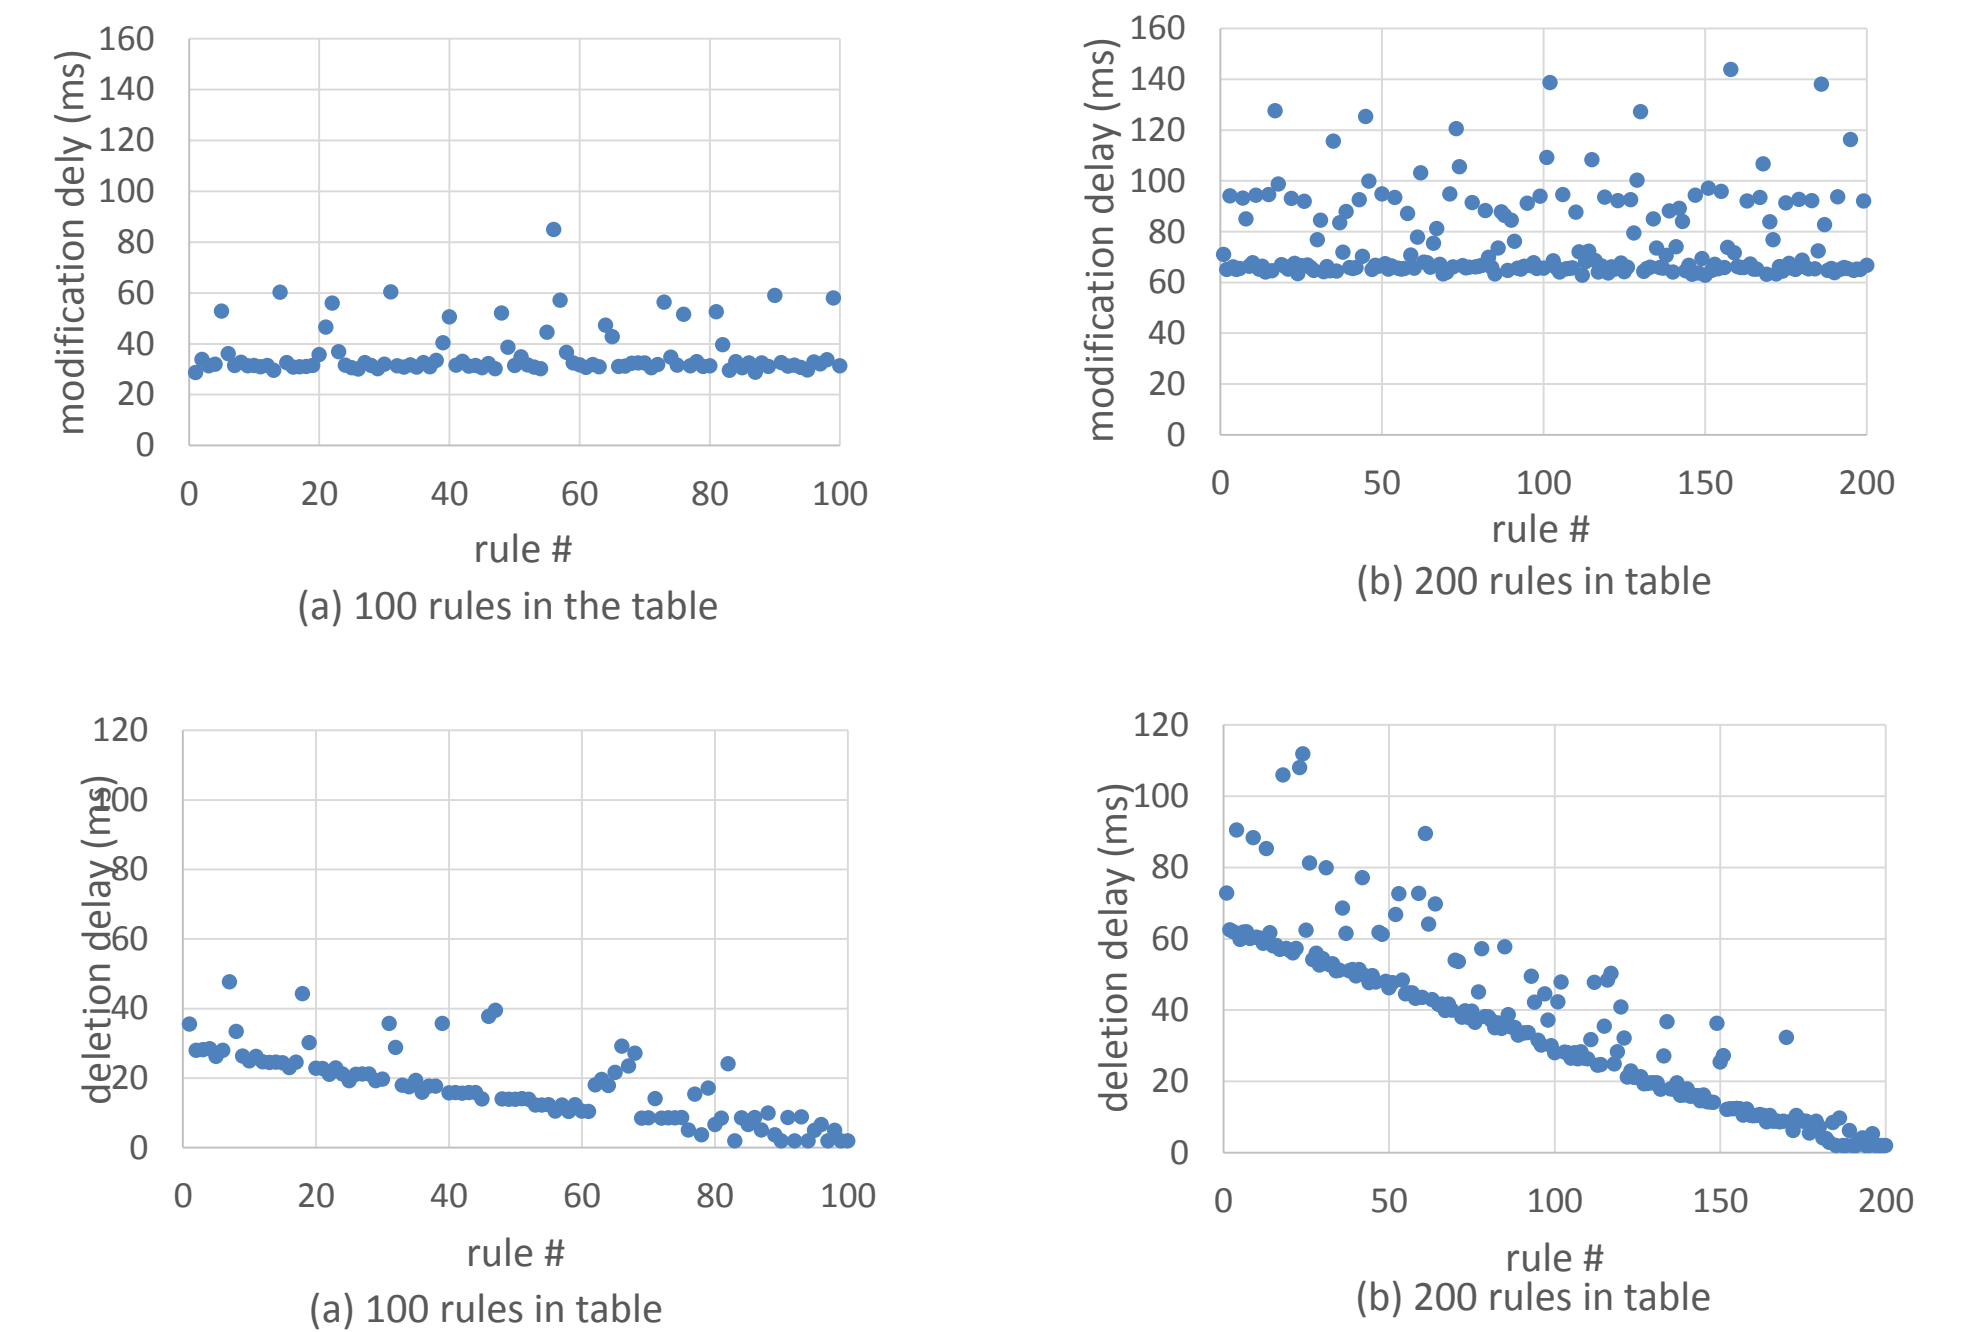 160
140
120
100
80
60
40
20
0
modification dely (ms)
0 20 40 60 80 100
rule #
(a) 100 rules in the table
160
140
120
100
80
60
40
20
0
modification delay (ms)
0 50 100 150 200
rule #
(b) 200 rules in table
120
100
80
60
40
20
0
deletion delay (ms)
0 20 40 60 80 100
rule #
(a) 100 rules in table
120
100
80
60
40
20
0
deletion delay (ms)
0 50 100 150 200
rule #
(b) 200 rules in table